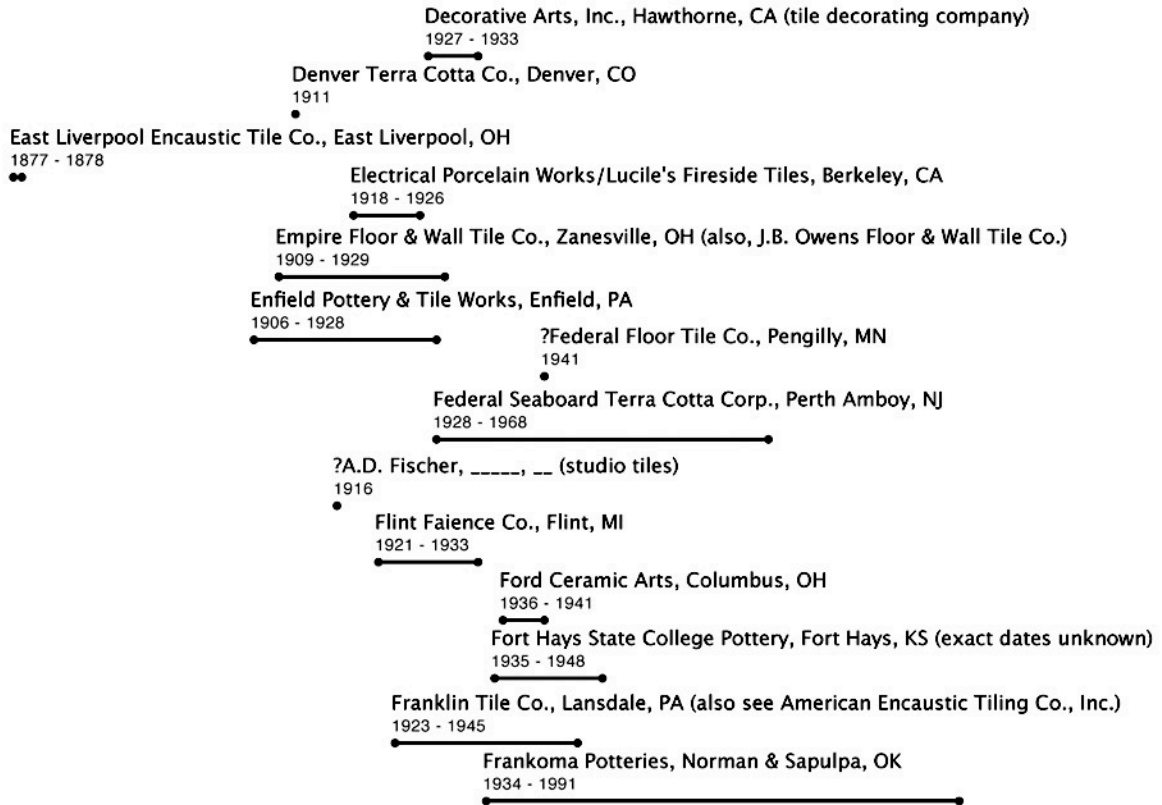 Decorative Arts, Inc., Hawthorne, CA (tile decorating company)
1927 - 1933
Denver Terra Cotta Co., Denver, CO
1911
East Liverpool Encaustic Tile Co., East Liverpool, OH
1877 - 1878
Electrical Porcelain Works/Lucile's Fireside Tiles, Berkeley, CA
1918 - 1926
Empire Floor & Wall Tile Co., Zanesville, OH (also, J.B. Owens Floor & Wall Tile Co.)
1909 - 1929
Enfield Pottery & Tile Works, Enfield, PA
1906 - 1928
?Federal Floor Tile Co., Pengilly, MN
1941
Federal Seaboard Terra Cotta Corp., Perth Amboy, NJ
1928 - 1968
?A.D. Fischer, _____, __ (studio tiles)
1916
Flint Faience Co., Flint, MI
1921 - 1933
Ford Ceramic Arts, Columbus, OH
1936 - 1941
Fort Hays State College Pottery, Fort Hays, KS (exact dates unknown)
1935 - 1948
Franklin Tile Co., Lansdale, PA (also see American Encaustic Tiling Co., Inc.)
1923 - 1945
Frankoma Potteries, Norman & Sapulpa, OK
1934 - 1991